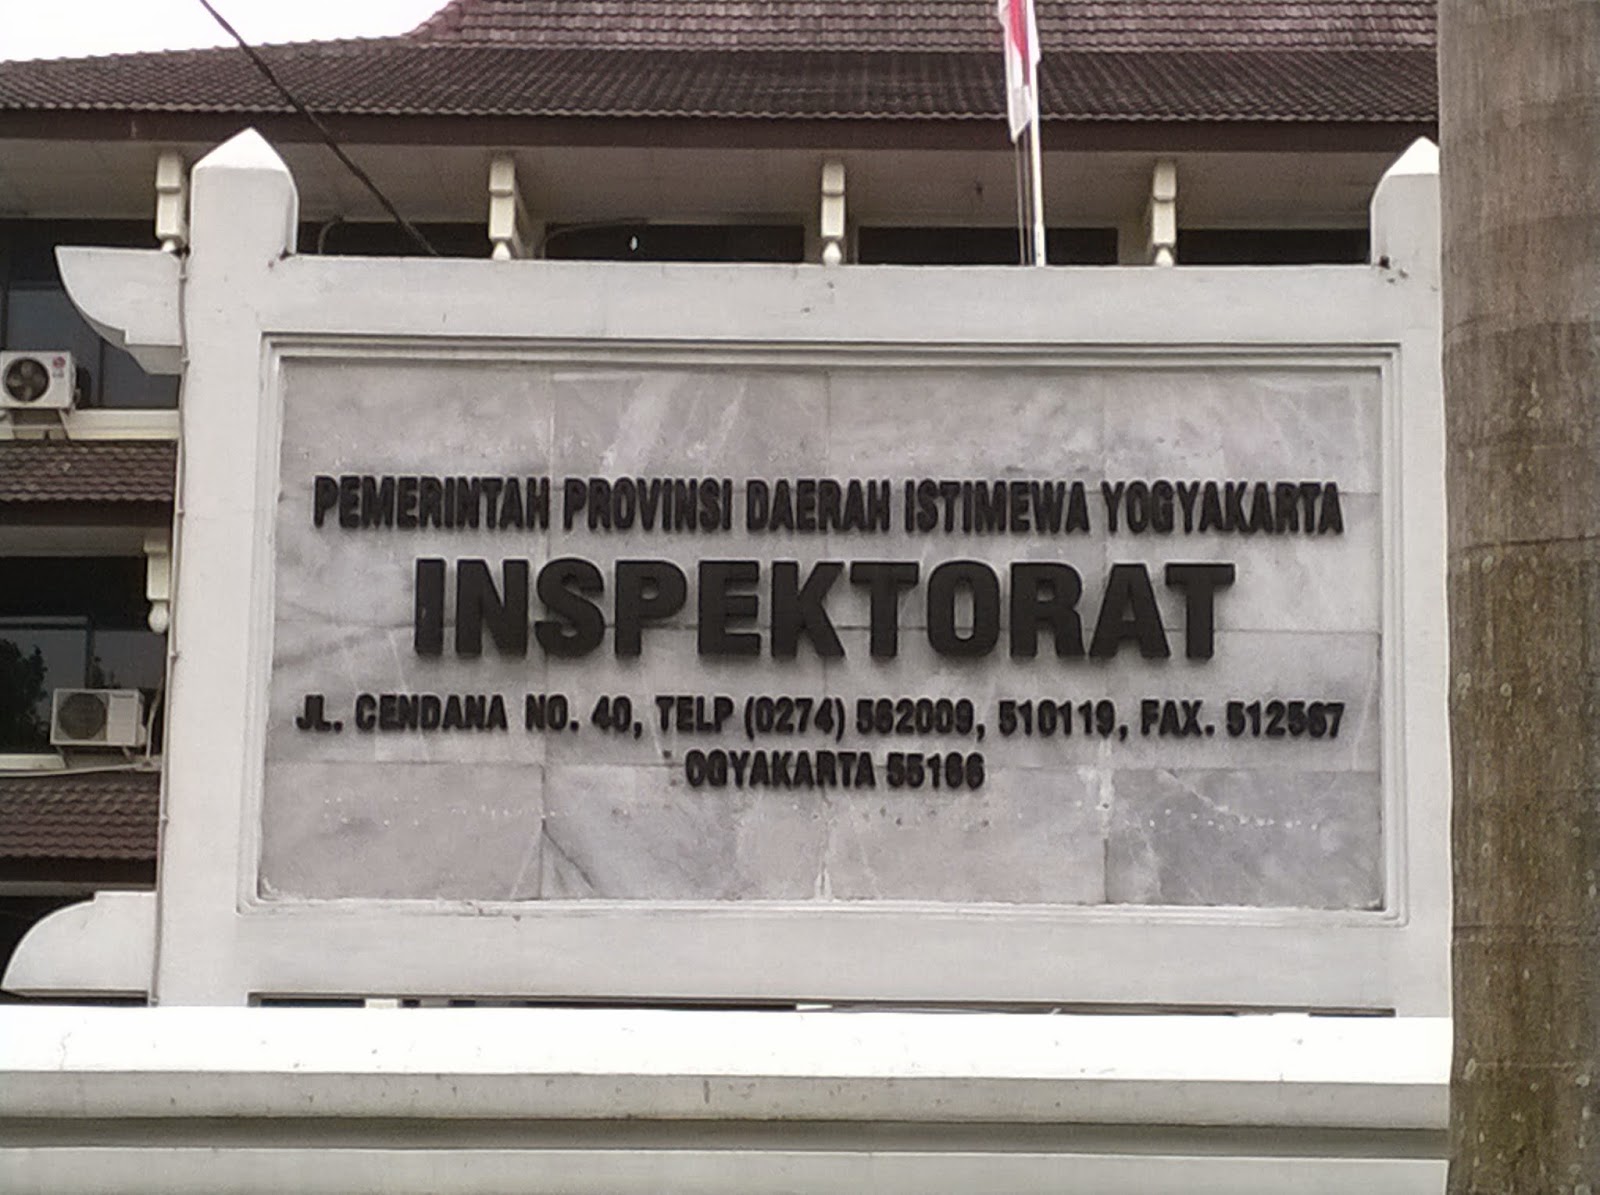 PEMERINTAH PROVINSI DAERAH ISTIMEWA YOGYAKARTA
INSPEKTORAT
JL. CENDANA NO. 40, TELP (0274) 562009, 510119, FAX. 512567
OGYAKARTA 55166